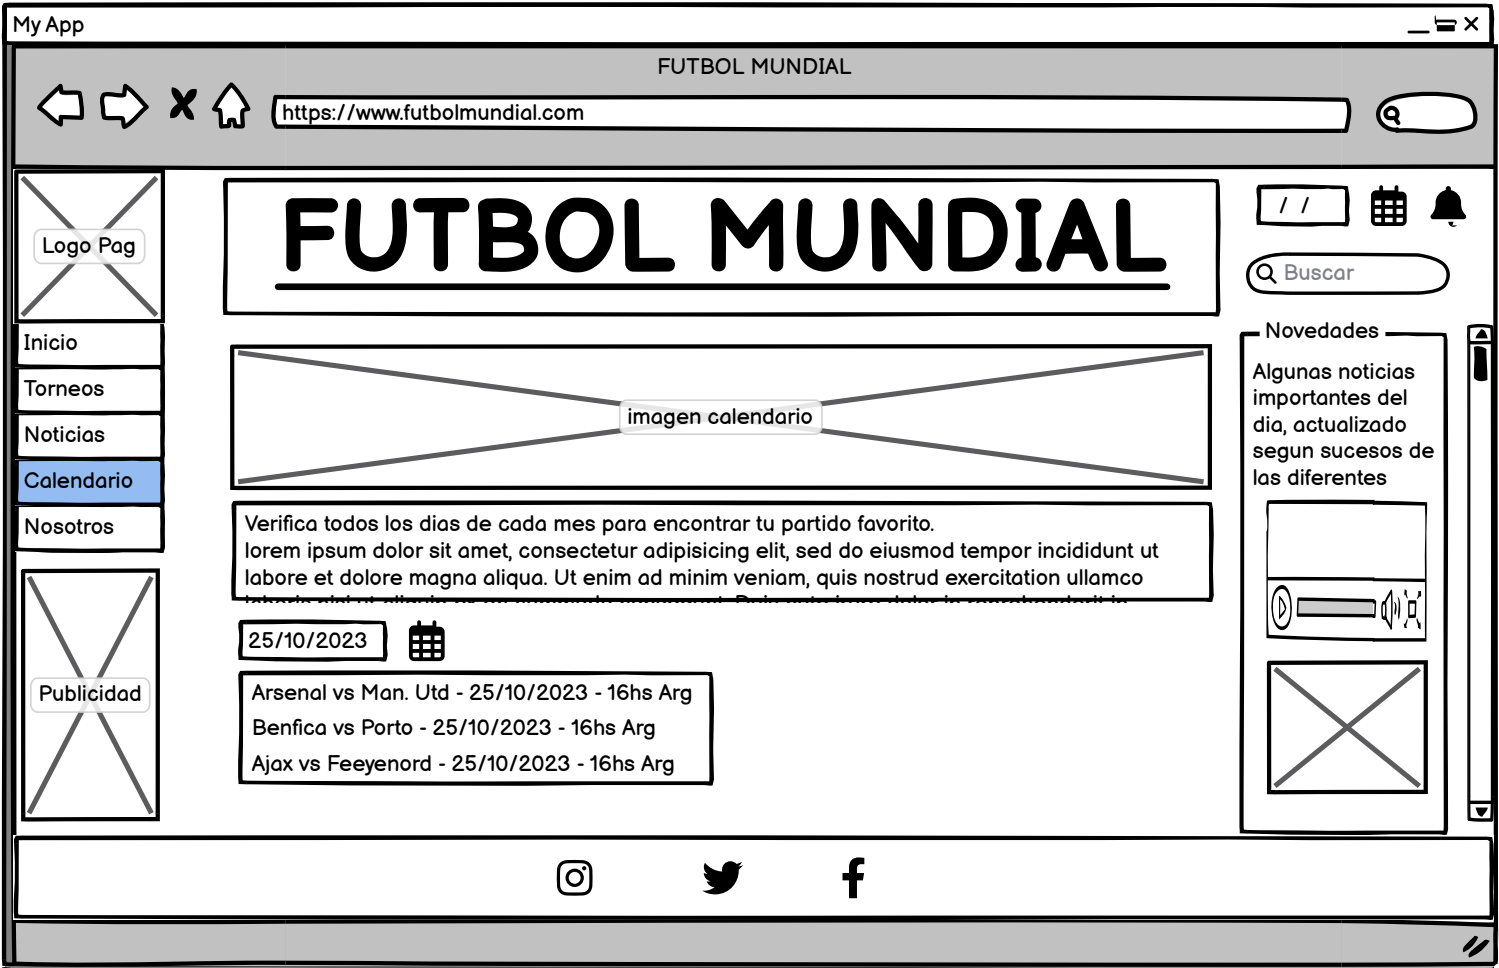 My App
FUTBOL MUNDIAL
https://www.futbolmundial.com
Logo Pag
FUTBOL MUNDIAL
/ /
Buscar
Inicio
Torneos
Noticias
Calendario
Nosotros
Publicidad
imagen calendario
Verifica todos los dias de cada mes para encontrar tu partido favorito.
lorem ipsum dolor sit amet, consectetur adipisicing elit, sed do eiusmod tempor incididunt ut
labore et dolore magna aliqua. Ut enim ad minim veniam, quis nostrud exercitation ullamco
25/10/2023
Arsenal vs Man. Utd - 25/10/2023 - 16hs Arg
Benfica vs Porto - 25/10/2023 - 16hs Arg
Ajax vs Feeyenord - 25/10/2023 - 16hs Arg
Novedades
Algunas noticias
importantes del
dia, actualizado
segun sucesos de
las diferentes